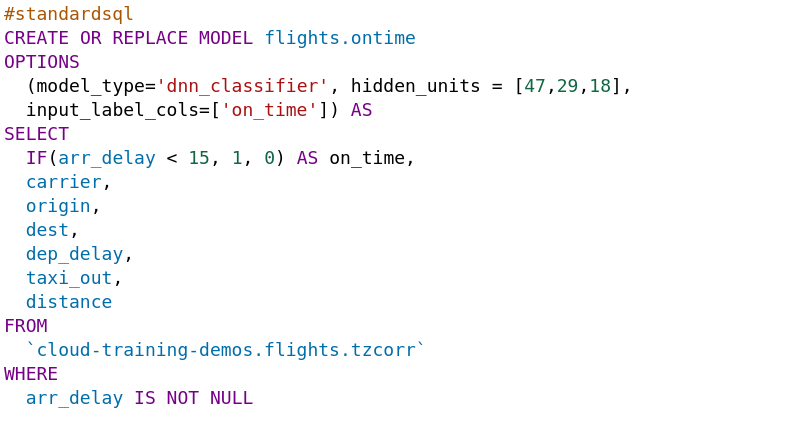 #standardsql
CREATE OR REPLACE MODEL flights.ontime
OPTIONS
  (model_type='dnn_classifier', hidden_units = [47,29,18],
  input_label_cols=['on_time']) AS
SELECT
  IF(arr_delay < 15, 1, 0) AS on_time,
  carrier,
  origin,
  dest,
  dep_delay,
  taxi_out,
  distance
FROM
  `cloud-training-demos.flights.tzcorr`
WHERE
  arr_delay IS NOT NULL